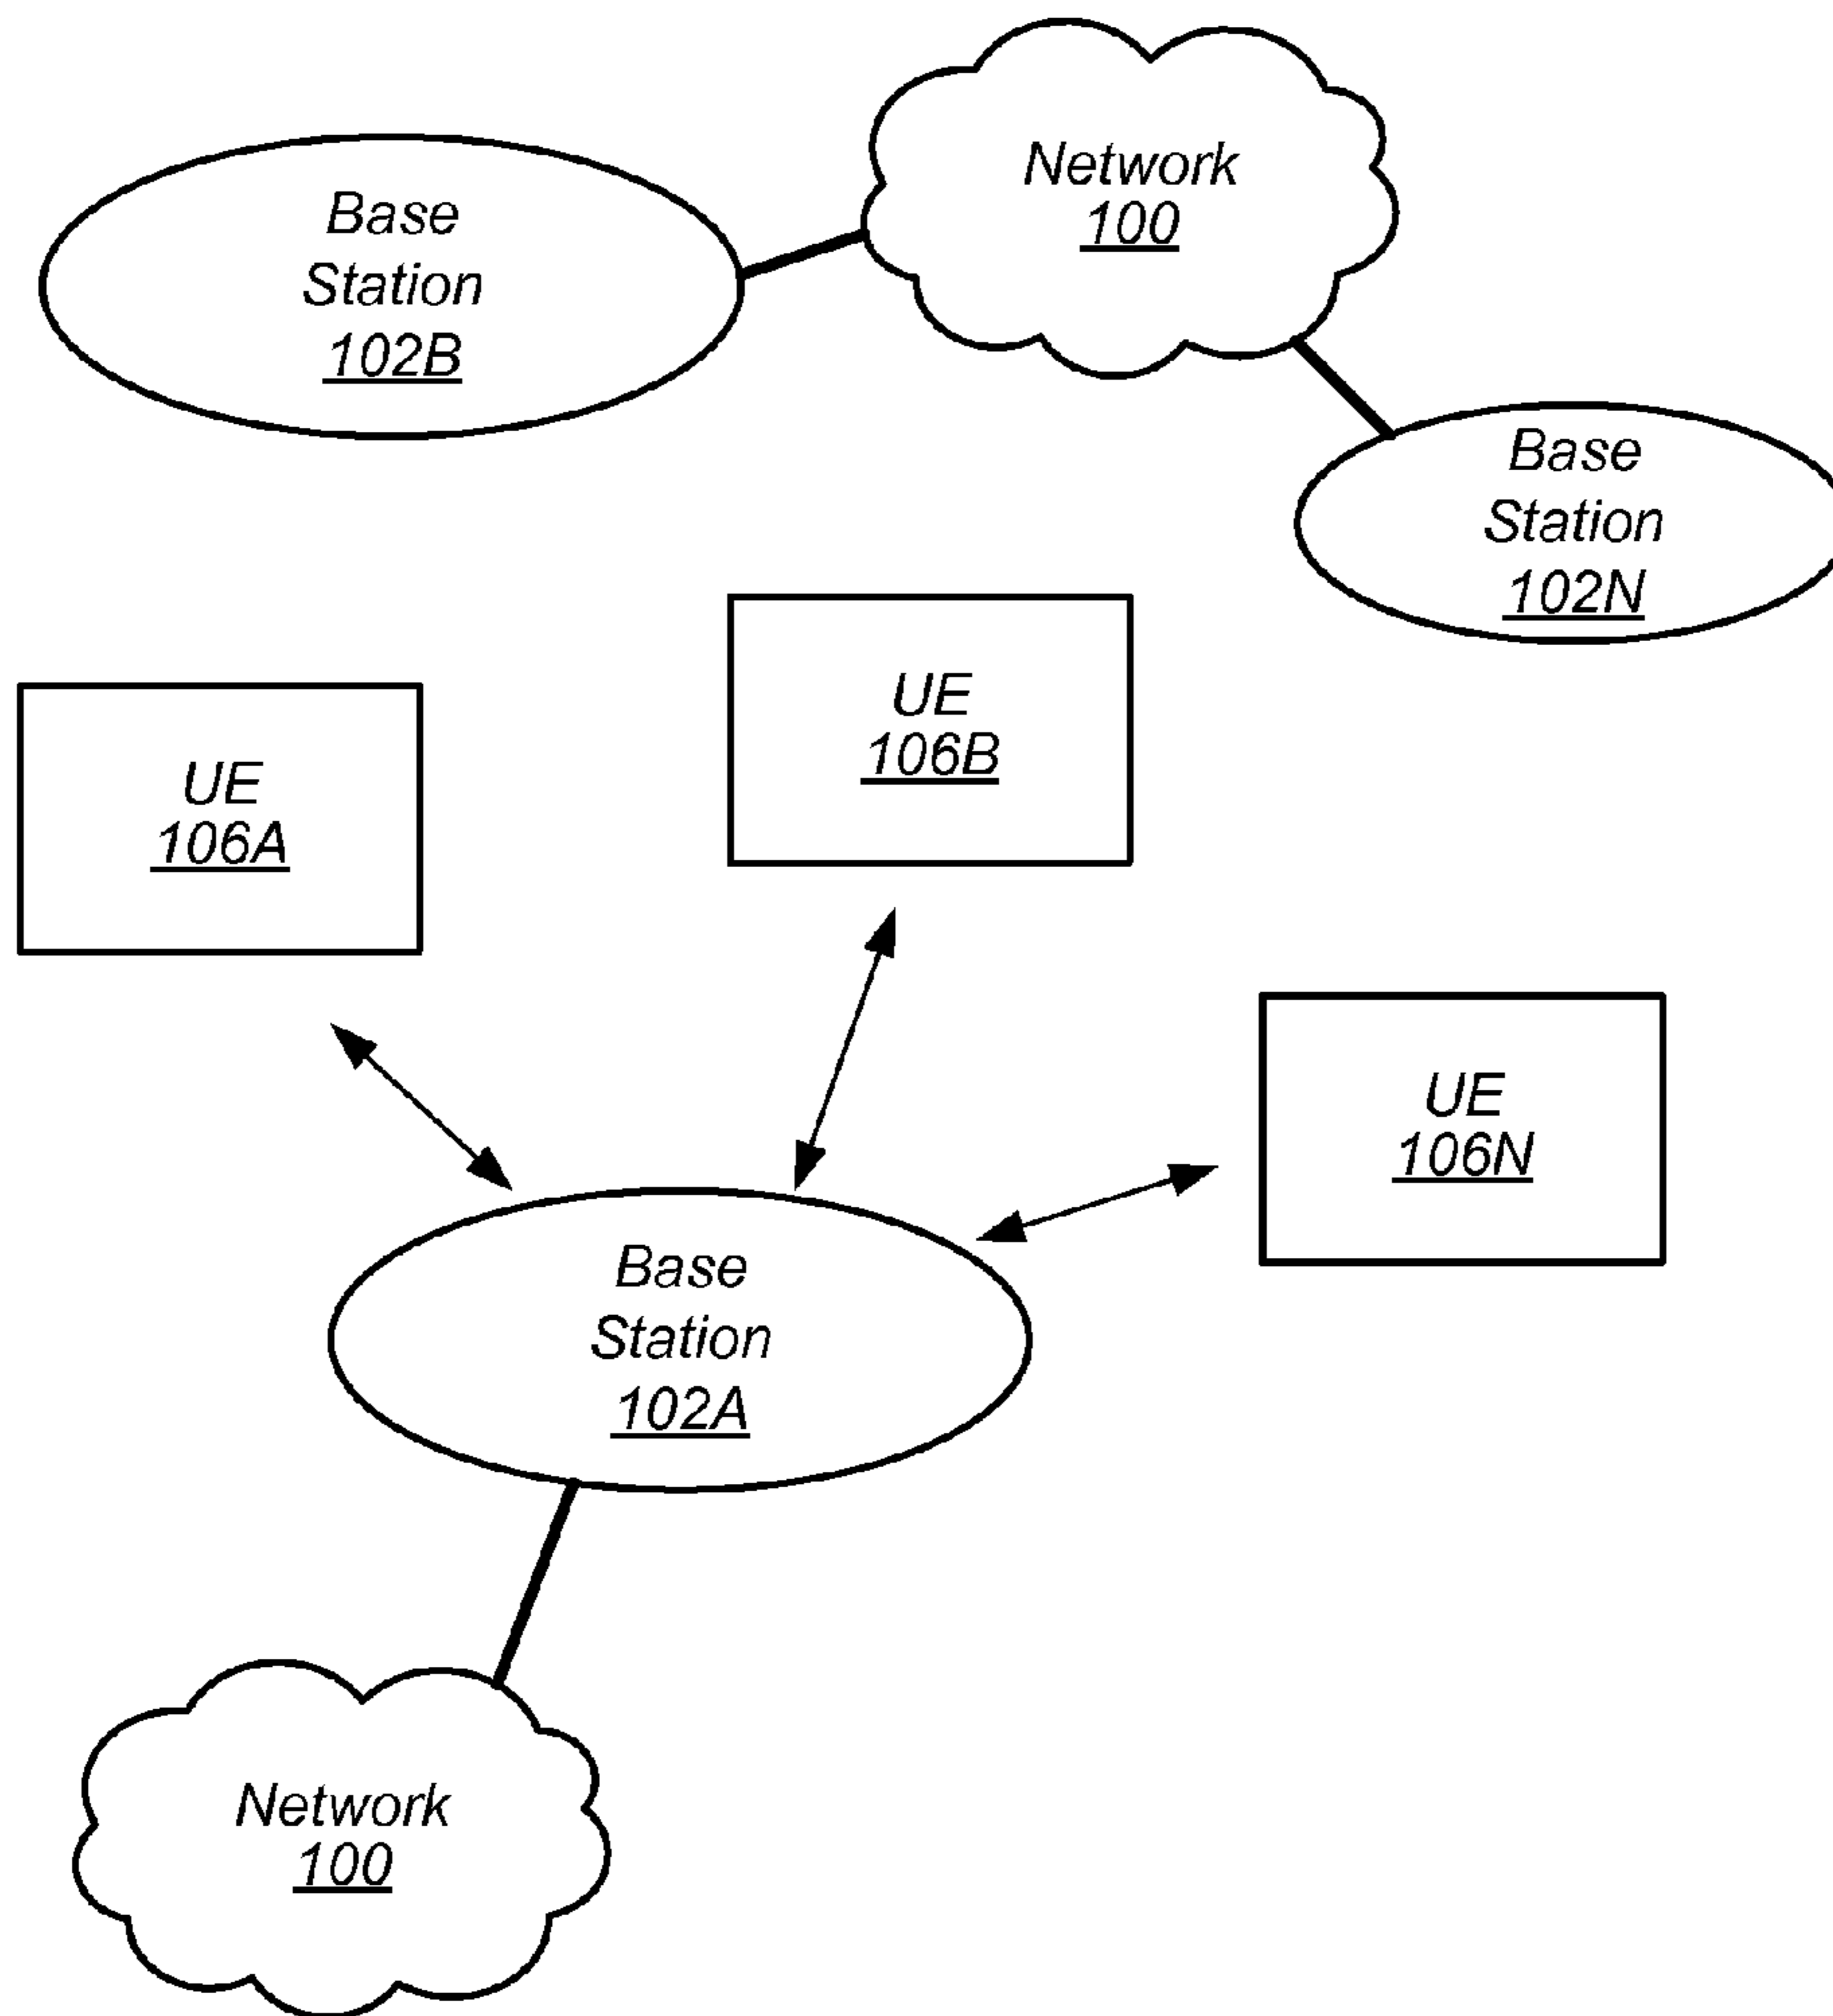 Network
100
Base
Station
102B
Base
Station
102N
UE
106B
UE
106A
UE
106N
Base
Station
102A
Network
100